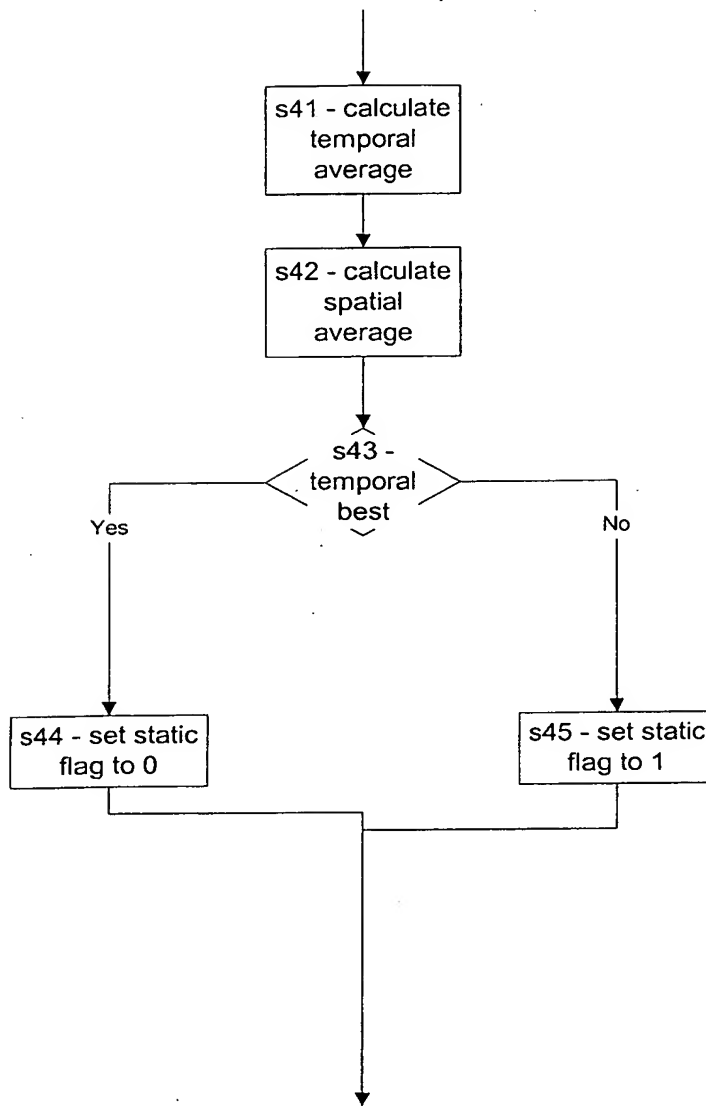 s41 - calculate
temporal
average
s42 - calculate
spatial
average
s43 -
temporal
best
Yes
No
s44 - set static
flag to 0
s45 - set static
flag to 1